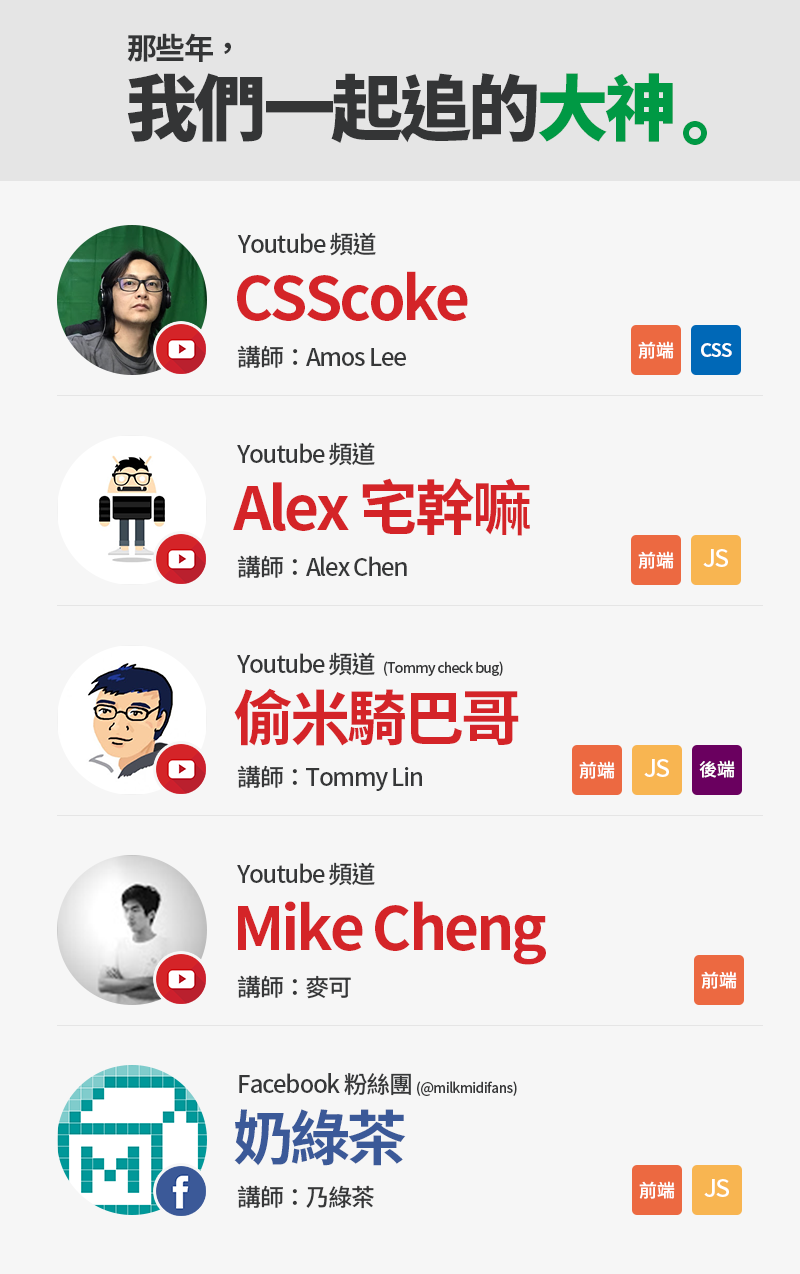 那些年，
我們一起追的大神。
Youtube 頻道
CSScoke
講師：Amos Lee
前端 CSS
Youtube 頻道
Alex 宅幹嘛
講師：Alex Chen
前端 JS
Youtube 頻道 (Tommy check bug)
偷米騎巴哥
講師：Tommy Lin
前端 JS 後端
Youtube 頻道
Mike Cheng
講師：麥可
前端
Facebook 粉絲團 (@milkmidifans)
奶綠茶
講師：乃綠茶
前端 JS
M
f